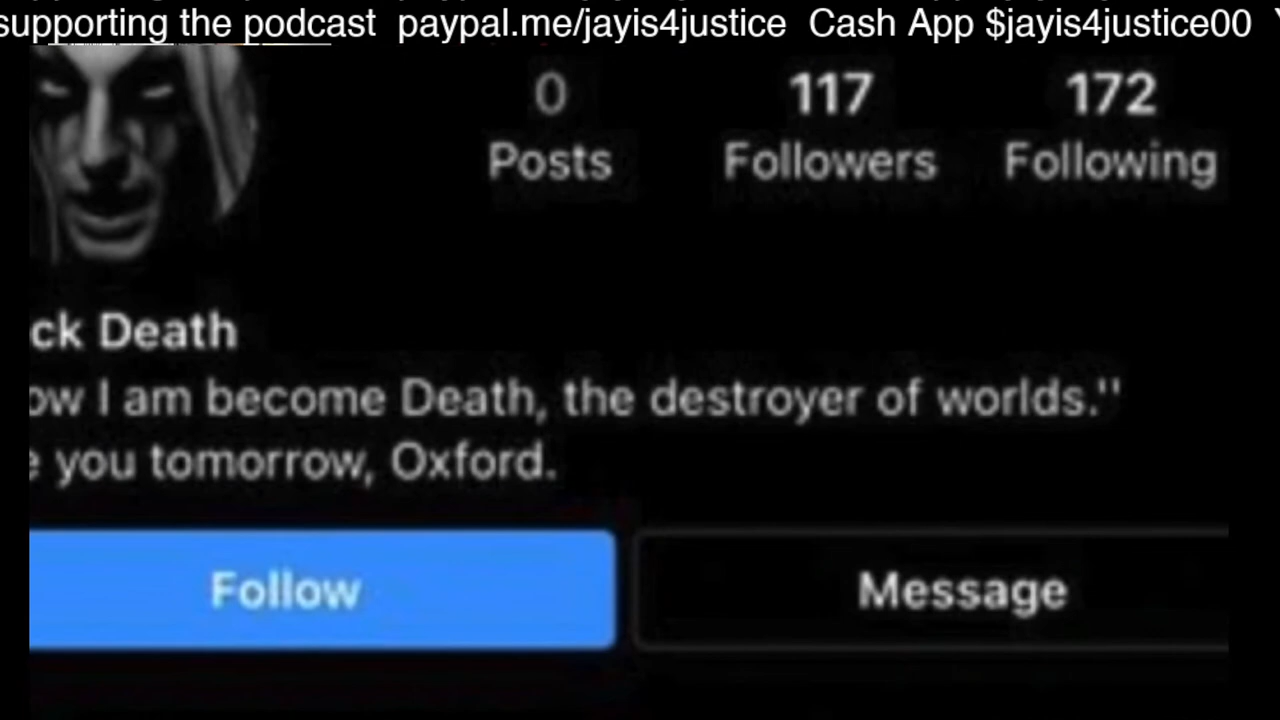 supporting the podcast paypal.me/jayis4justice Cash App $jayis4justice00
0 117 172
Posts Followers Following
ck Death
ow I am become Death, the destroyer of worlds."
e you tomorrow, Oxford.
Follow Message